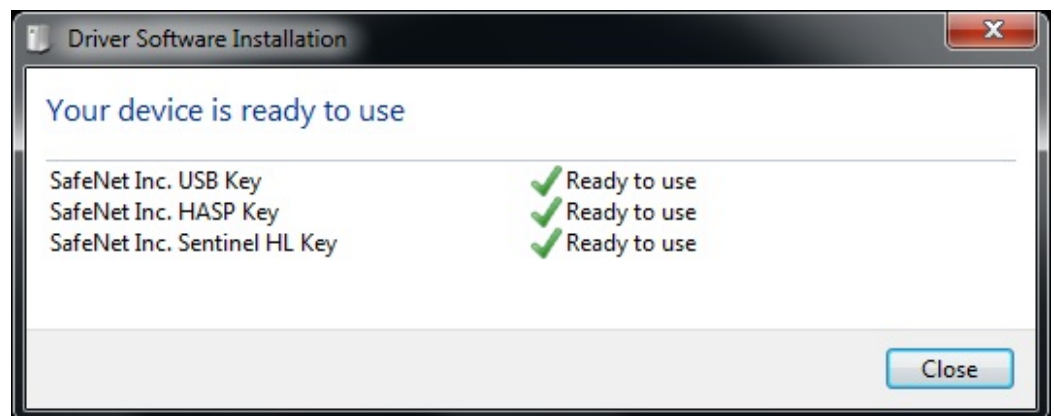 Driver Software Installation
Your device is ready to use
SafeNet Inc. USB Key Ready to use
SafeNet Inc. HASP Key Ready to use
SafeNet Inc. Sentinel HL Key Ready to use
Close